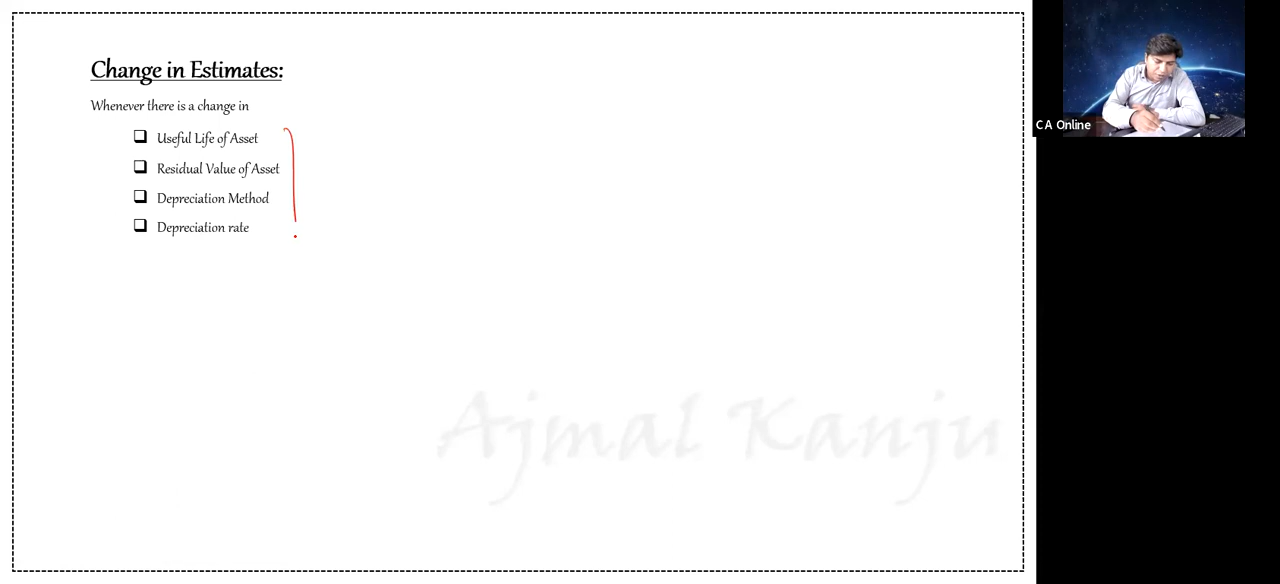 Change in Estimates:
Whenever there is a change in
Useful Life of Asset
Residual Value of Asset
Depreciation Method
Depreciation rate
Ajmal Kanju
CA Online